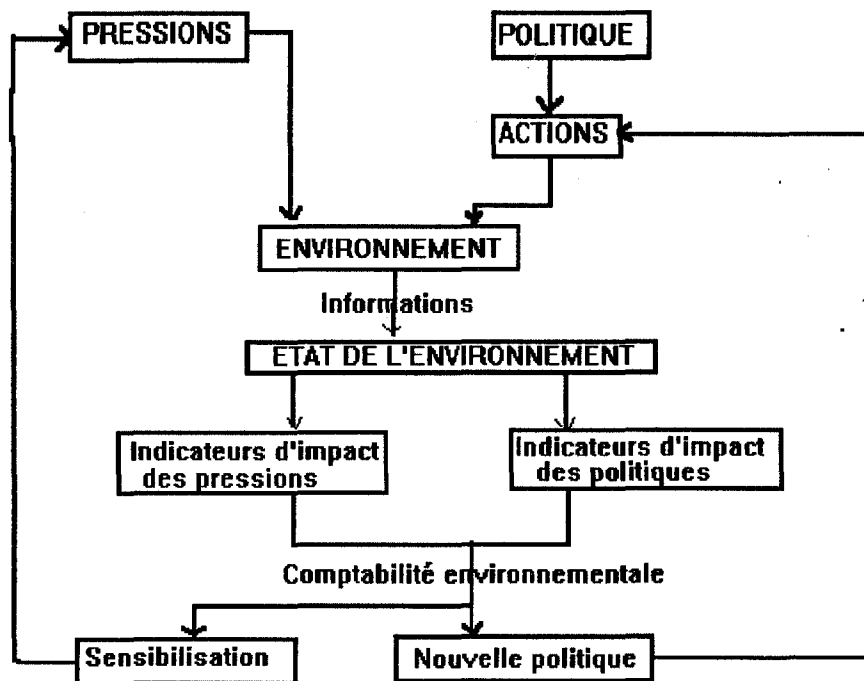 PRESSIONS
POLITIQUE
ACTIONS
ENVIRONNEMENT
Informations
ETAT DE L'ENVIRONNEMENT
Indicateurs d'impact
des pressions
Indicateurs d'impact
des politiques
Comptabilité environnementale
Sensibilisation
Nouvelle politique